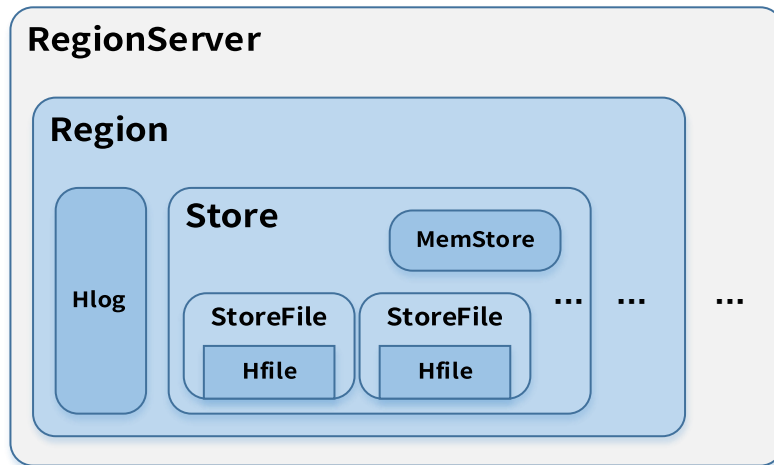 RegionServer
Region
Store
MemStore
Hlog
StoreFile
StoreFile
...
...
...
Hfile
Hfile